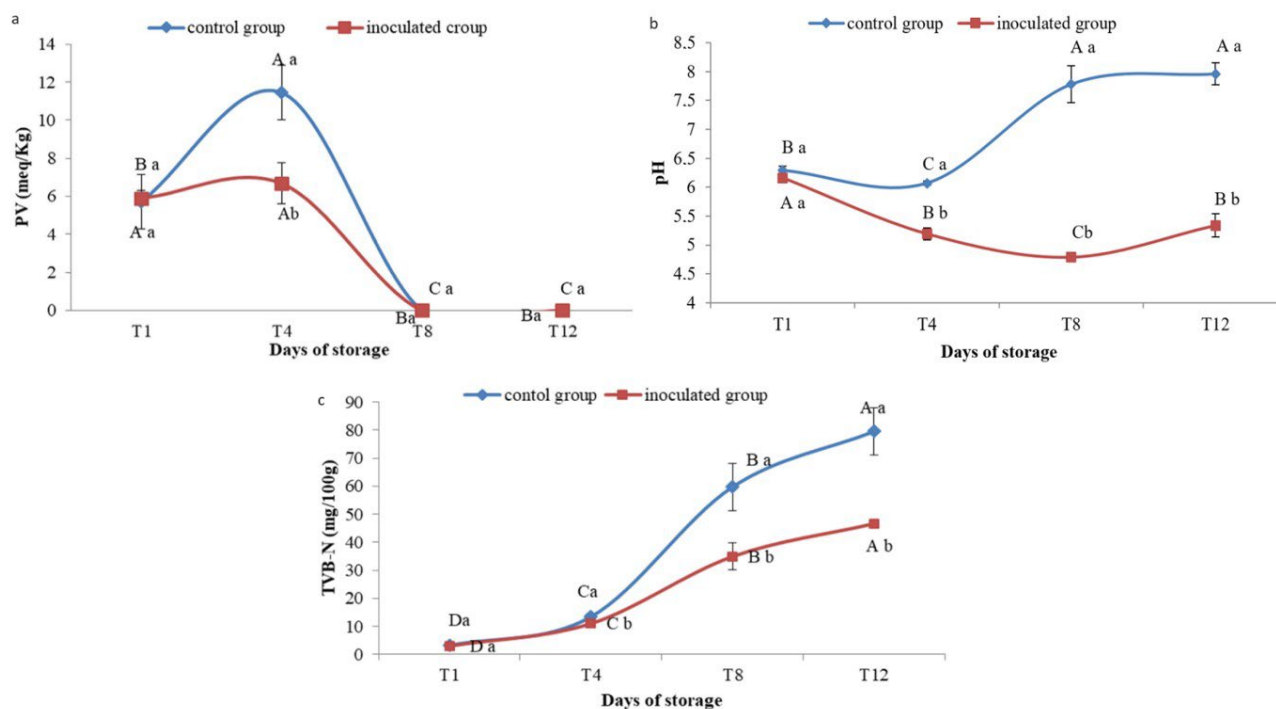 a
control group inoculated croup
14
12
10
8
6
4
2
0
PV (meq/Kg)
A a
B a
A a
Ab
C a
Ba
C a
Ba
T1 T4 T8 T12
Days of storage
b
control group inoculated group
8.5
8
7.5
7
6.5
6
5.5
5
4.5
4
pH
A a
A a
B a
C a
A a
B b
Cb
B b
T1 T4 T8 T12
Days of storage
c
contol group inoculated group
90
80
70
60
50
40
30
20
10
0
TVB-N (mg/100g)
A a
B a
A b
B b
Ca
C b
Da
D a
T1 T4 T8 T12
Days of storage